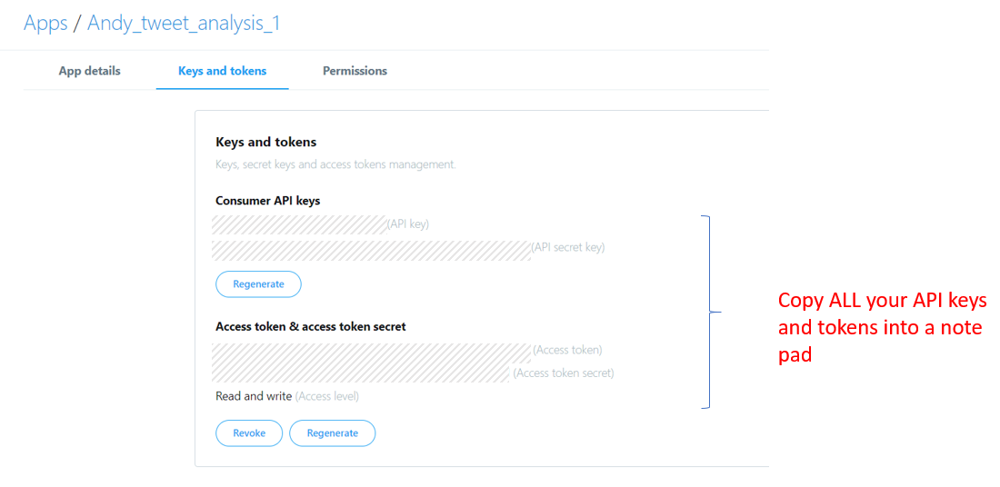 Apps / Andy_tweet_analysis_1
App details
Keys and tokens
Permissions
Keys and tokens
Keys, secret keys and access tokens management.
Consumer API keys
(API key)
(API secret key)
Regenerate
Access token & access token secret
(Access token)
(Access token secret)
Read and write (Access level)
Revoke
Regenerate
Copy ALL your API keys
and tokens into a note
pad